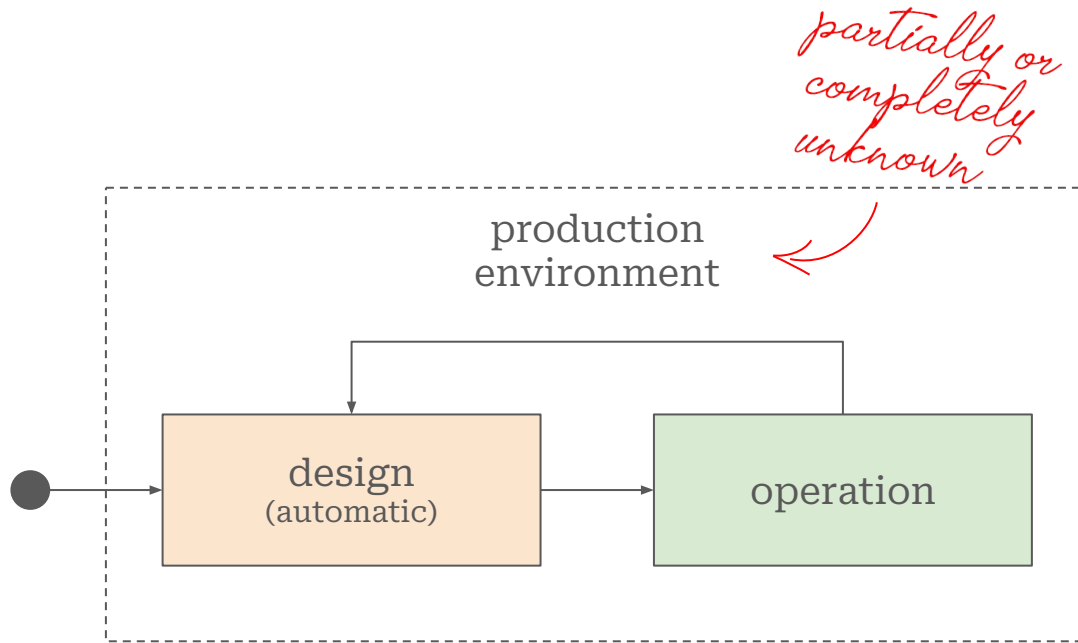 partially or
completely
unknown
production
environment
design
(automatic)
operation